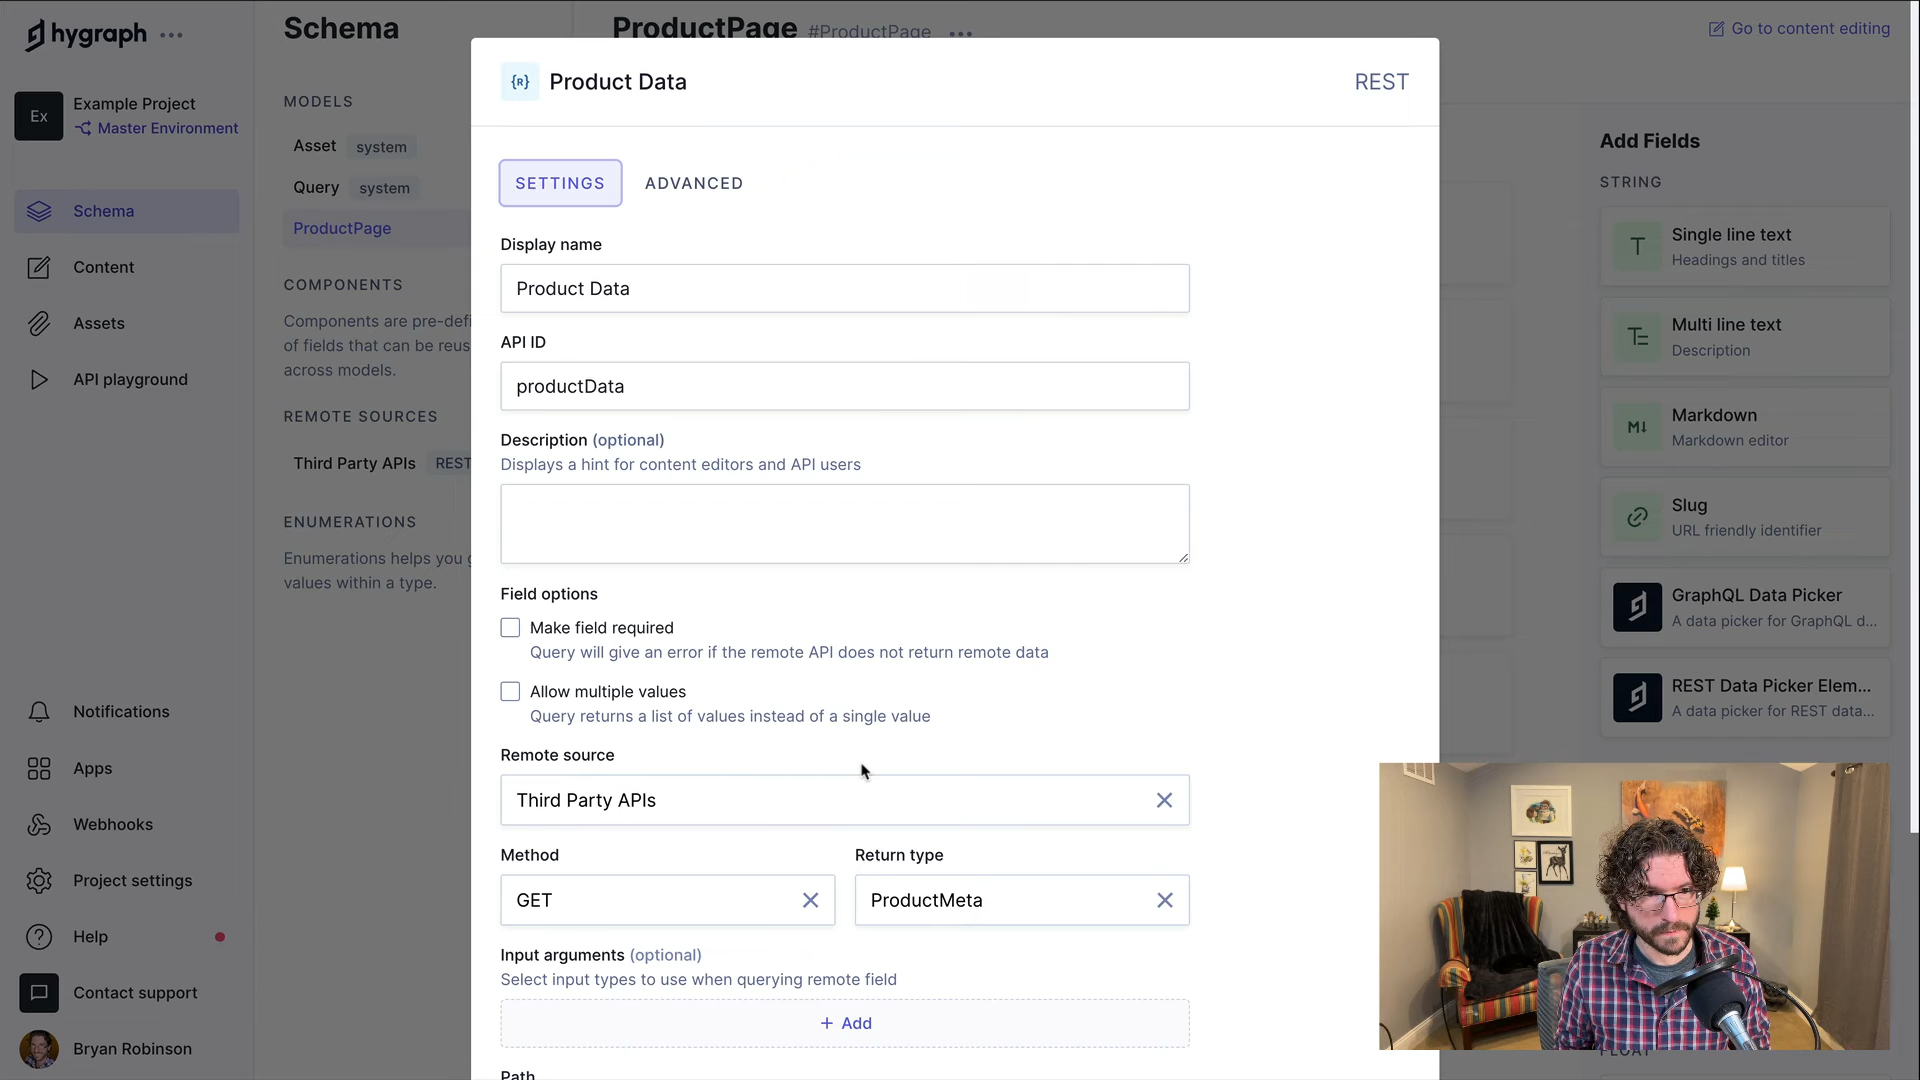 hygraph
Ex
Example Project
Master Environment
Schema
Content
Assets
API playground
Notifications
Apps
Webhooks
Project settings
Help
Contact support
Bryan Robinson
Schema
MODELS
Asset system
Query system
ProductPage
COMPONENTS
Components are pre-defi
of fields that can be reus
across models.
REMOTE SOURCES
Third Party APIs REST
ENUMERATIONS
Enumerations helps you
values within a type.
ProductPage #ProductPage
Go to content editing
{R} Product Data
REST
SETTINGS ADVANCED
Display name
Product Data
API ID
productData
Description (optional)
Displays a hint for content editors and API users
Field options
Make field required
Query will give an error if the remote API does not return remote data
Allow multiple values
Query returns a list of values instead of a single value
Remote source
Third Party APIs
Method Return type
GET ProductMeta
Input arguments (optional)
Select input types to use when querying remote field
+ Add
Path
Add Fields
STRING
Single line text
Headings and titles
Multi line text
Description
Markdown
Markdown editor
Slug
URL friendly identifier
GraphQL Data Picker
A data picker for GraphQL d...
REST Data Picker Elem...
A data picker for REST data...
FLOAT